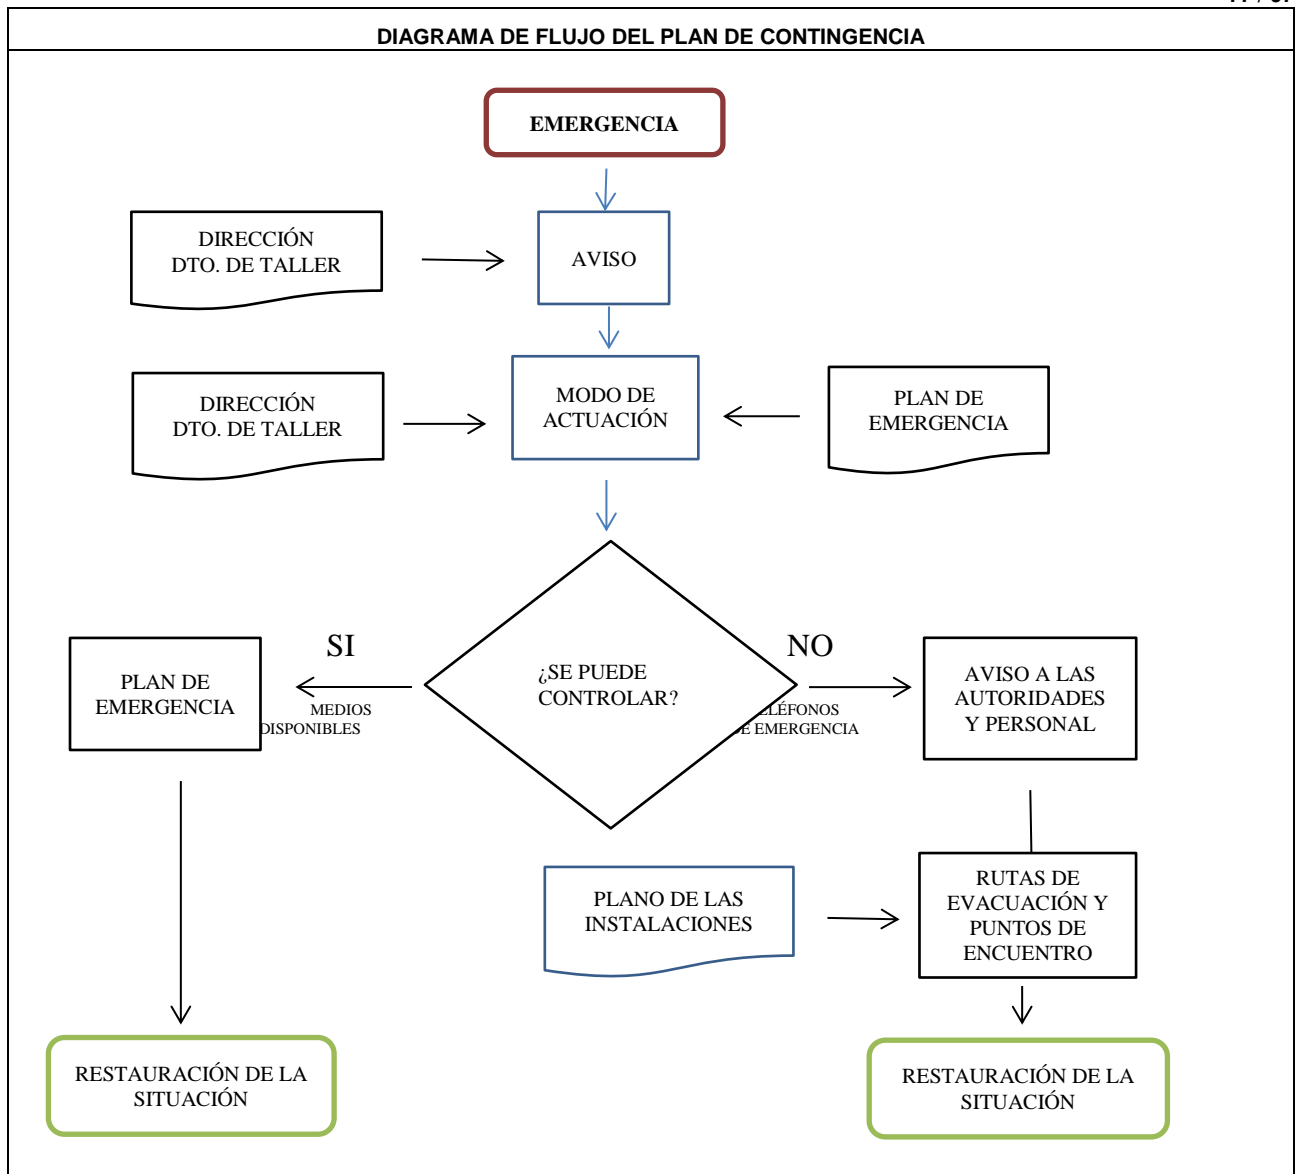 DIAGRAMA DE FLUJO DEL PLAN DE CONTINGENCIA
EMERGENCIA
DIRECCIÓN
DTO. DE TALLER
AVISO
DIRECCIÓN
DTO. DE TALLER
MODO DE
ACTUACIÓN
PLAN DE
EMERGENCIA
SI
NO
PLAN DE
EMERGENCIA
MEDIOS
DISPONIBLES
¿SE PUEDE
CONTROLAR?
ELÉFONOS
E EMERGENCIA
AVISO A LAS
AUTORIDADES
Y PERSONAL
PLANO DE LAS
INSTALACIONES
RUTAS DE
EVACUACIÓN Y
PUNTOS DE
ENCUENTRO
RESTAURACIÓN DE LA
SITUACIÓN
RESTAURACIÓN DE LA
SITUACIÓN